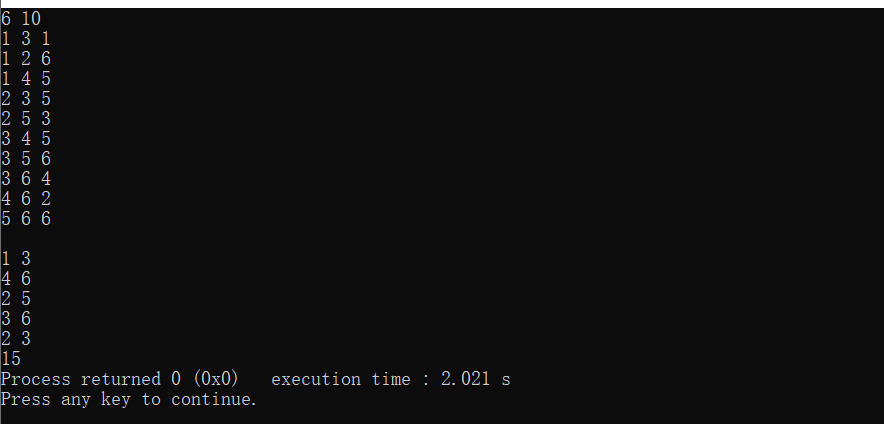 6 10
1 3 1
1 2 6
1 4 5
2 3 5
2 5 3
3 4 5
3 5 6
3 6 4
4 6 2
5 6 6
1 3
4 6
2 5
3 6
2 3
15
Process returned 0 (0x0)   execution time : 2.021 s
Press any key to continue.